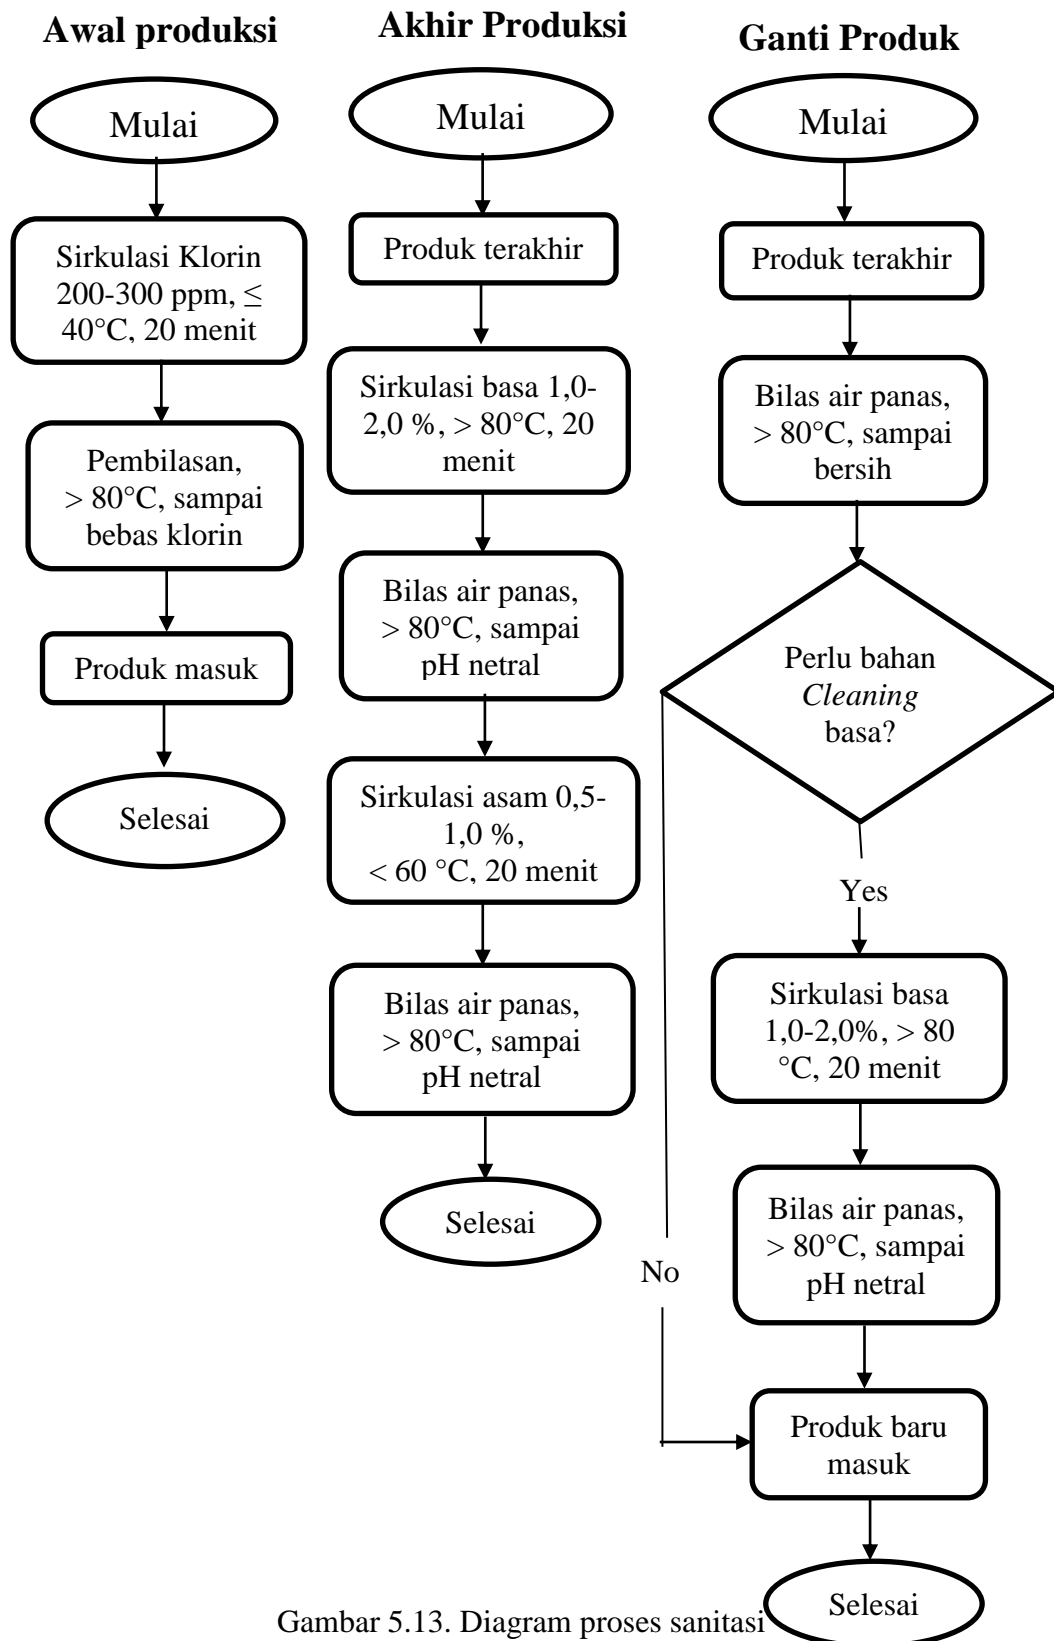 Awal produksi
Mulai
Sirkulasi Klorin
200-300 ppm, ≤
40°C, 20 menit
Pembilasan,
> 80°C, sampai
bebas klorin
Produk masuk
Selesai
Akhir Produksi
Mulai
Produk terakhir
Sirkulasi basa 1,0-
2,0 %, > 80°C, 20
menit
Bilas air panas,
> 80°C, sampai
pH netral
Sirkulasi asam 0,5-
1,0 %,
< 60 °C, 20 menit
Bilas air panas,
> 80°C, sampai
pH netral
Selesai
Ganti Produk
Mulai
Produk terakhir
Bilas air panas,
> 80°C, sampai
bersih
Perlu bahan
Cleaning
basa?
Yes
Sirkulasi basa
1,0-2,0%, > 80
°C, 20 menit
Bilas air panas,
> 80°C, sampai
pH netral
No
Produk baru
masuk
Selesai
Gambar 5.13. Diagram proses sanitasi